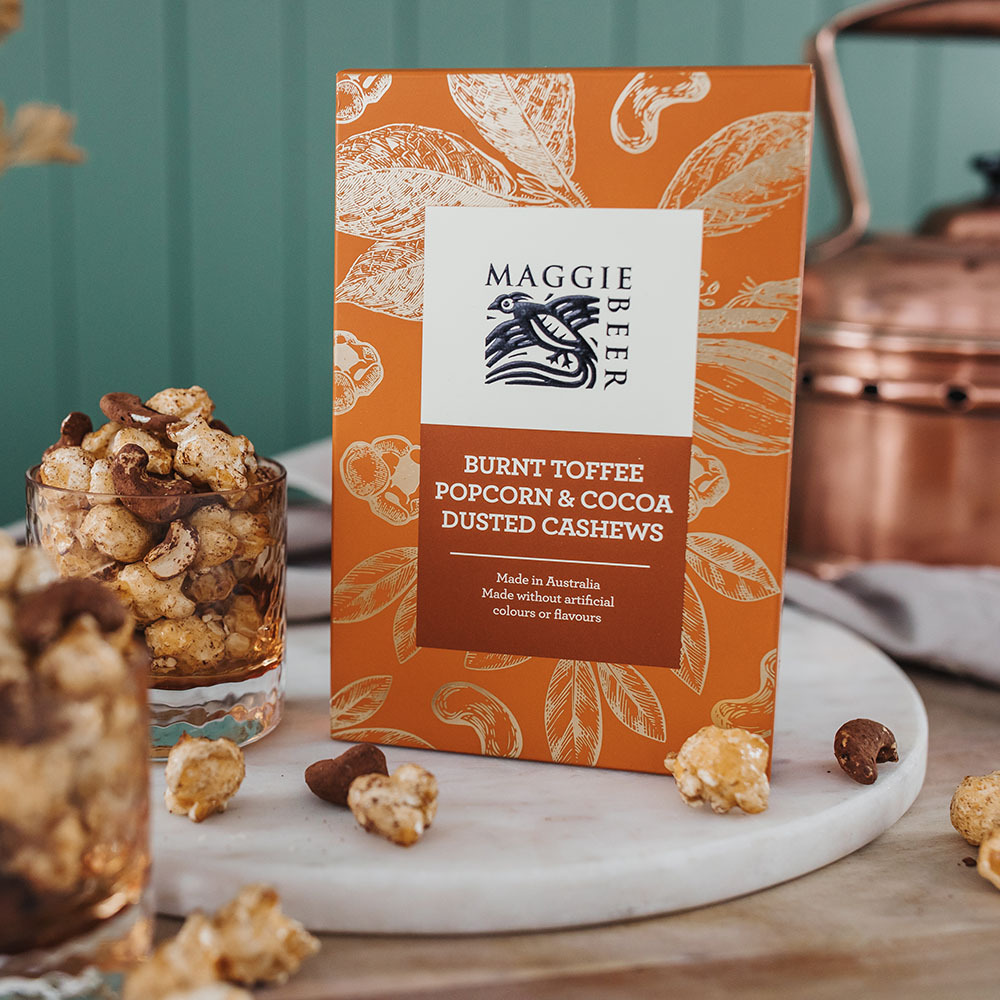 MAGGIE
BEER
BURNT TOFFEE
POPCORN & COCOA
DUSTED CASHEWS
Made in Australia
Made without artificial
colours or flavours